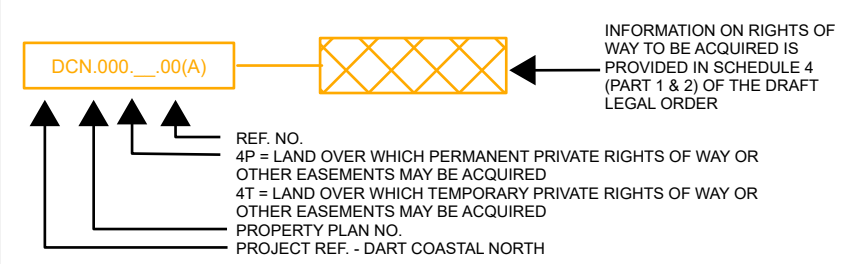 INFORMATION ON RIGHTS OF
WAY TO BE ACQUIRED IS
PROVIDED IN SCHEDULE 4
(PART 1 & 2) OF THE DRAFT
LEGAL ORDER
DCN.000.__.00(A)
REF. NO.
4P = LAND OVER WHICH PERMANENT PRIVATE RIGHTS OF WAY OR
OTHER EASEMENTS MAY BE ACQUIRED
4T = LAND OVER WHICH TEMPORARY PRIVATE RIGHTS OF WAY OR
OTHER EASEMENTS MAY BE ACQUIRED
PROPERTY PLAN NO.
PROJECT REF. - DART COASTAL NORTH